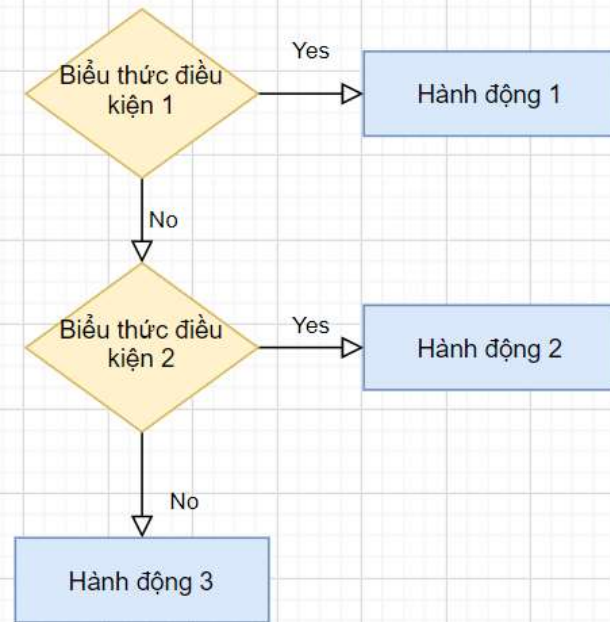 Yes
Biểu thức điều
kiện 1
Hành động 1
No
Biểu thức điều
kiện 2
Yes
Hành động 2
No
Hành động 3